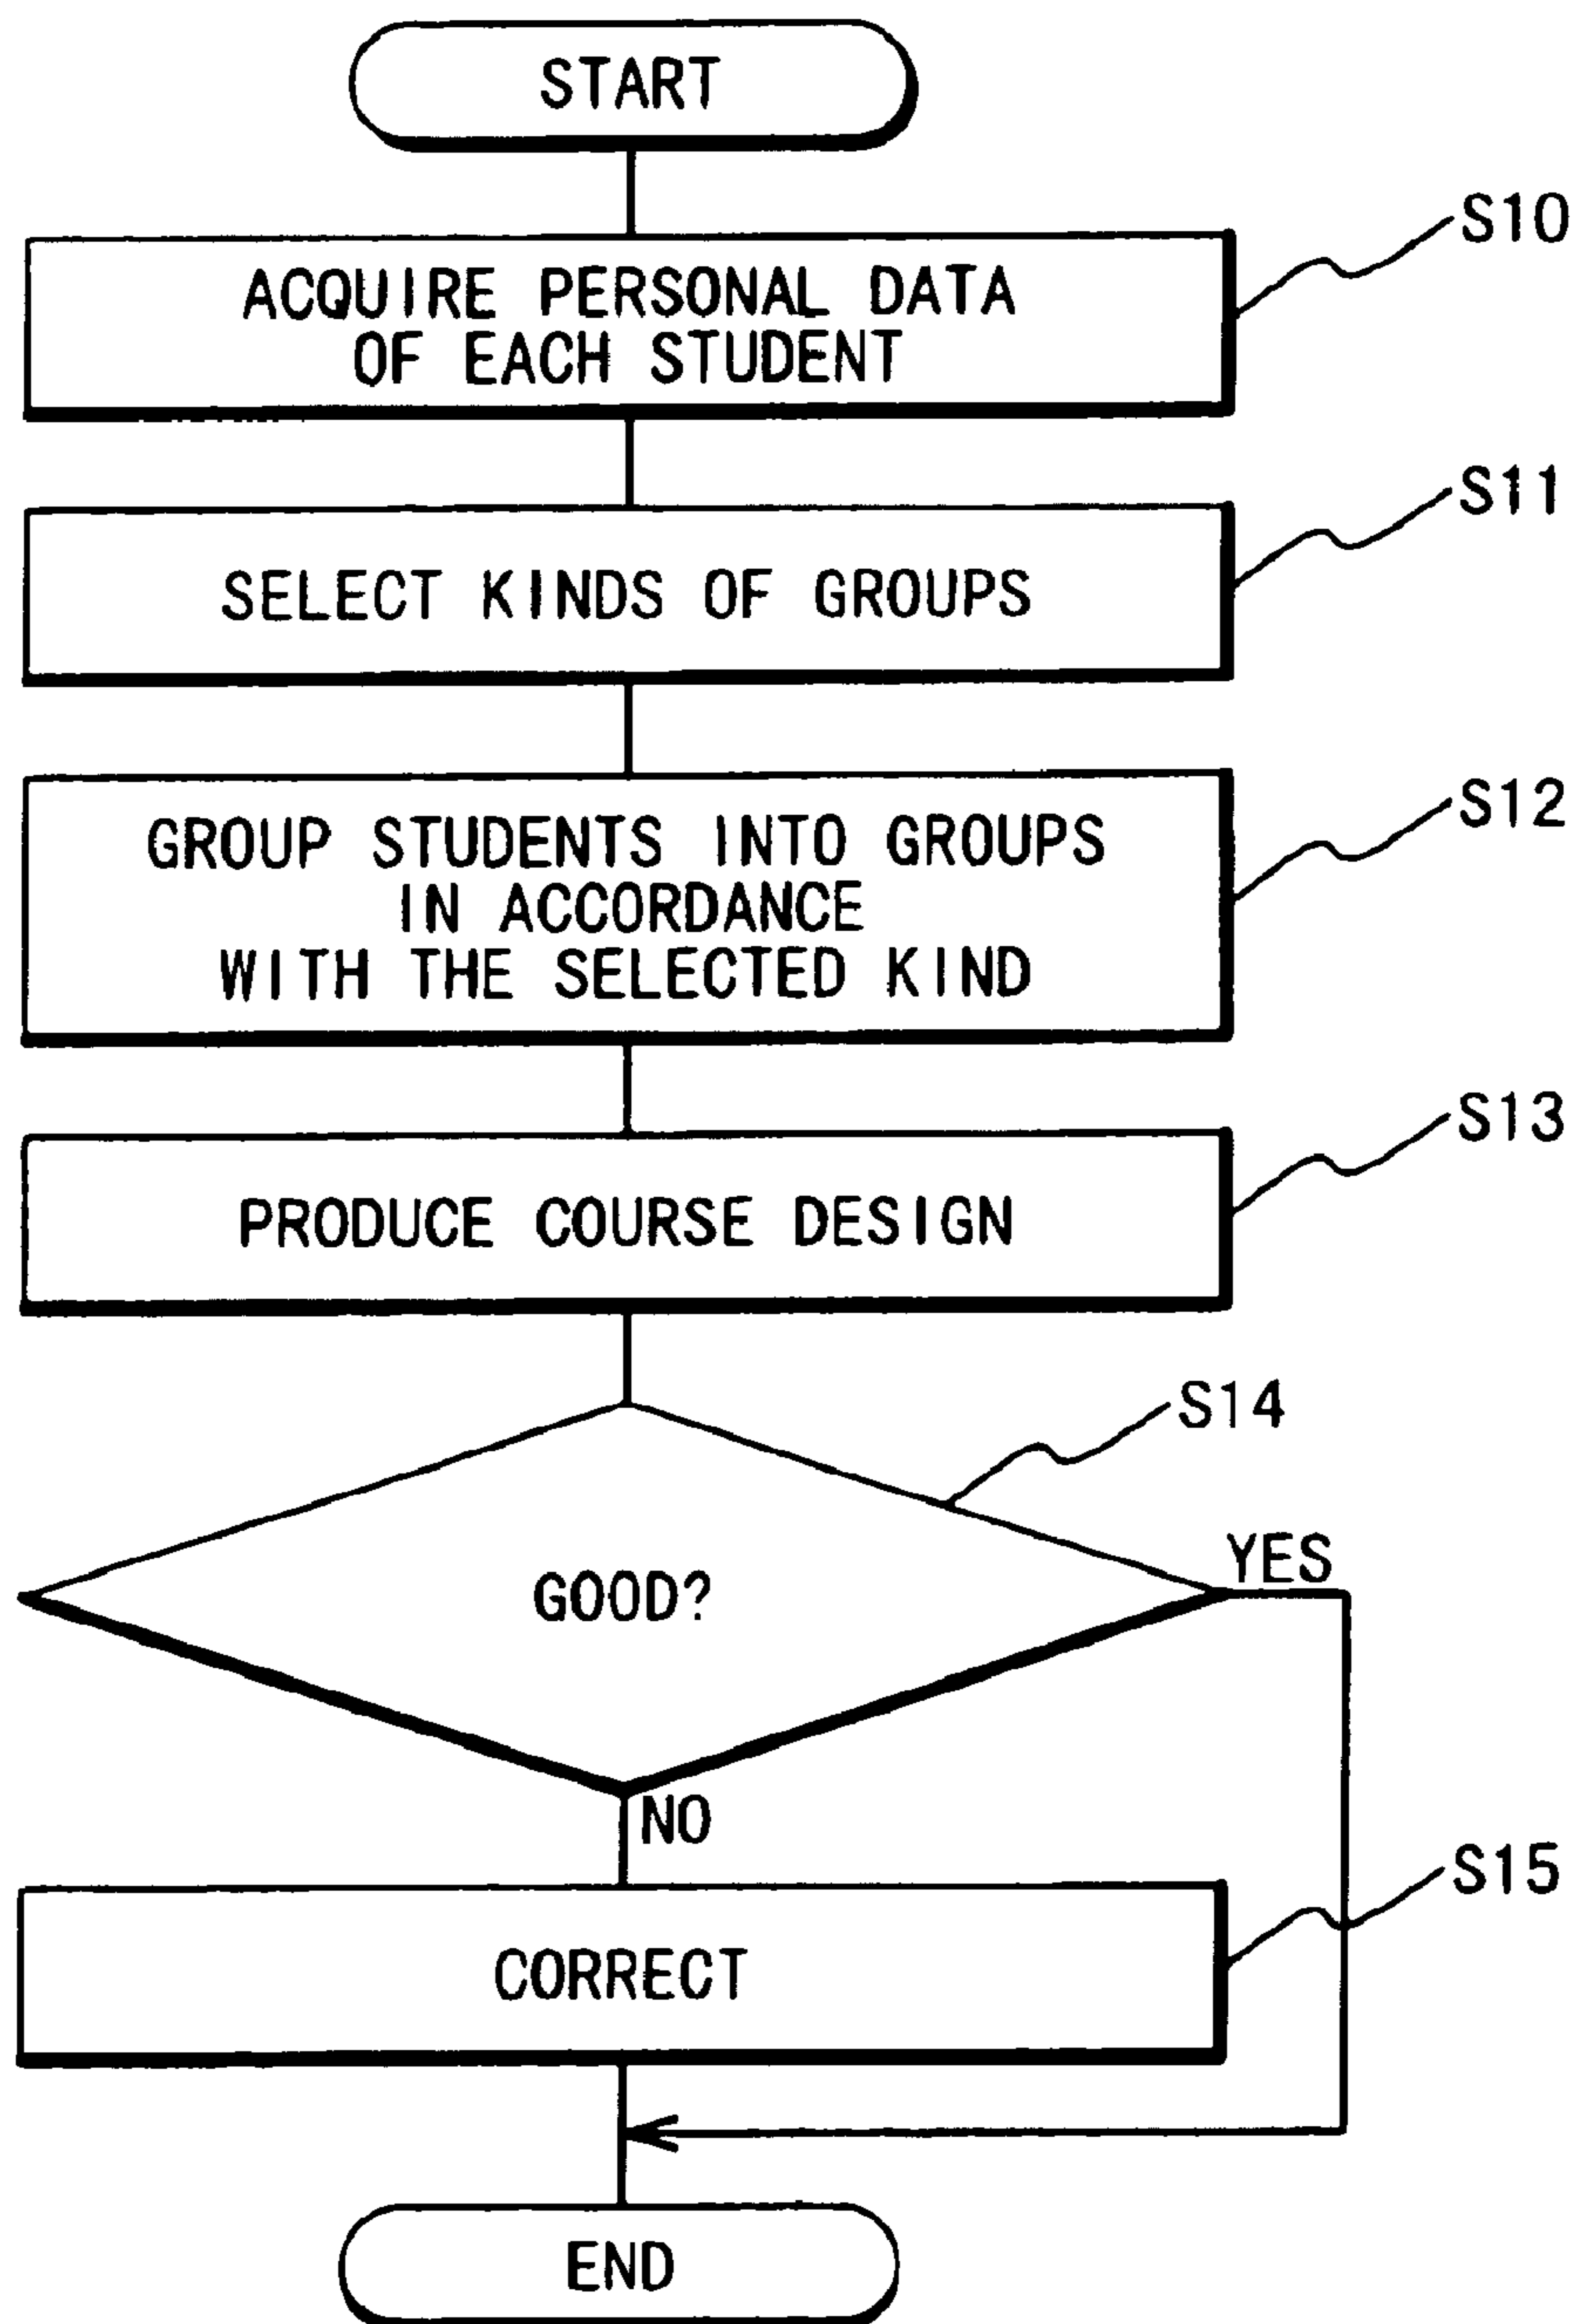 START
S10
ACQUIRE PERSONAL DATA
OF EACH STUDENT
S11
SELECT KINDS OF GROUPS
S12
GROUP STUDENTS INTO GROUPS
IN ACCORDANCE
WITH THE SELECTED KIND
S13
PRODUCE COURSE DESIGN
S14
YES
GOOD?
NO
S15
CORRECT
END